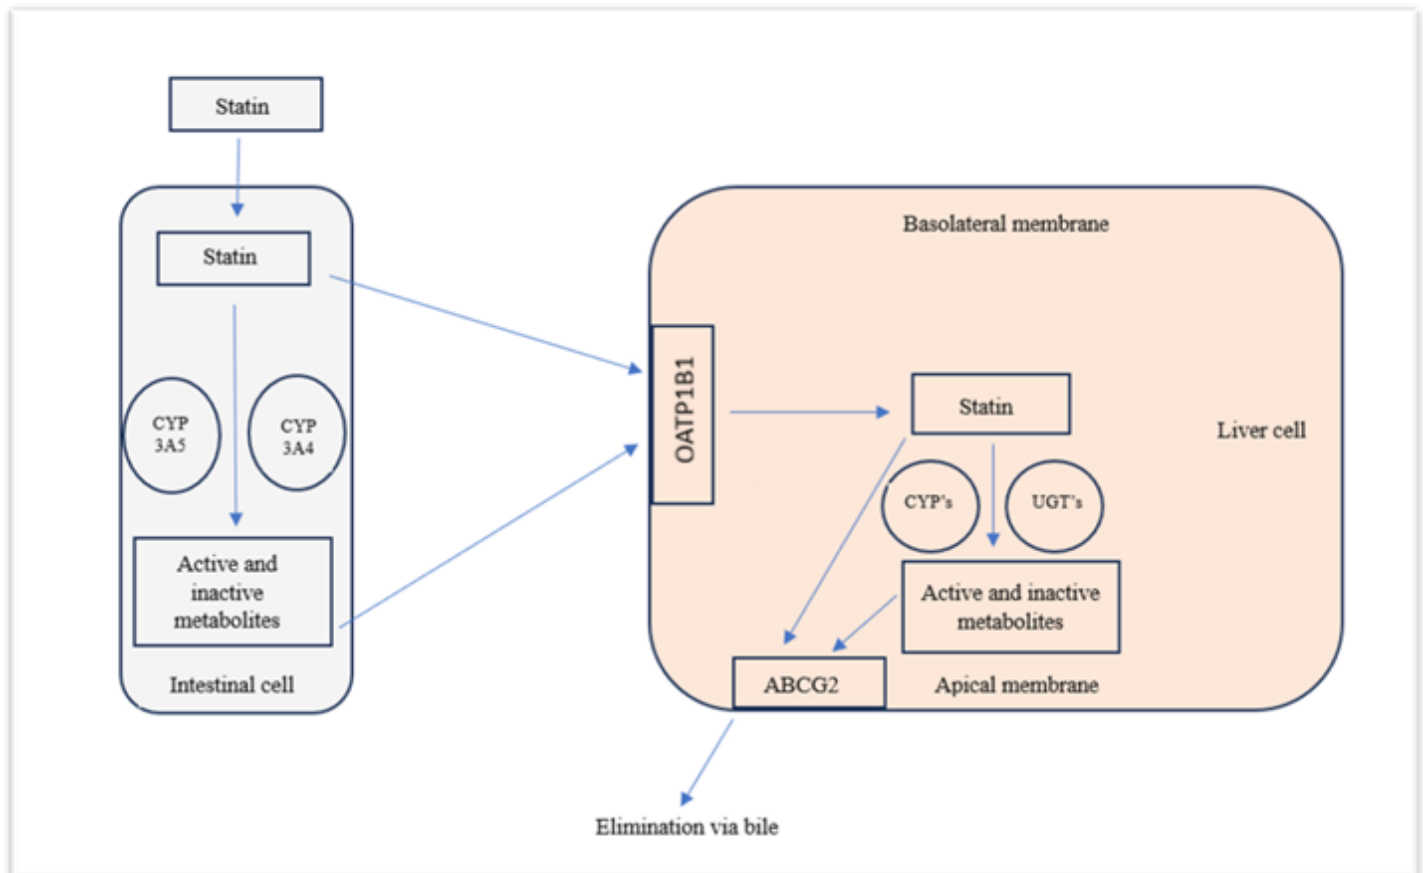 Statin
Statin
CYP
3A5
CYP
3A4
Active and
inactive
metabolites
Intestinal cell
Basolateral membrane
OATP1B1
Statin
Liver cell
CYP's
UGT's
Active and inactive
metabolites
ABCG2
Apical membrane
Elimination via bile